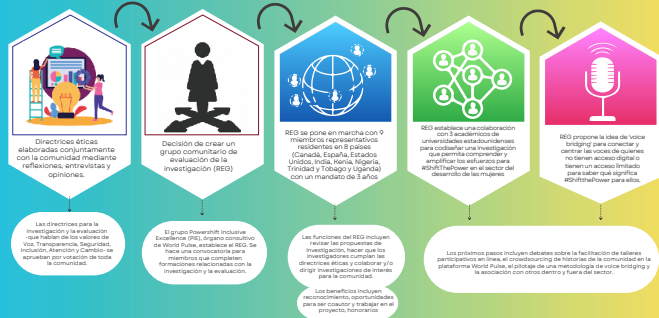 Directrices éticas
elaboradas conjuntamente
con la comunidad mediante
reflexiones, entrevistas y
opiniones.
Decisión de crear un
grupo comunitario de
evaluación de la
investigación (REG)
REG se pone en marcha con 9
miembros representativos
residentes en 8 países
(Canadá, España, Estados
Unidos, India, Kenia, Nigeria,
Trinidad y Tobago y Uganda)
con un mandato de 3 años
REG establece una colaboración
con 3 académicos de
universidades estadounidenses
para codiseñar una investigación
que permita comprender y
amplificar los esfuerzos para
#ShiftThePower en el sector del
desarrollo de las mujeres
REG propone la idea de 'voice
bridging' para conectar y
centrar las voces de quienes
no tienen acceso digital o
tienen un acceso limitado
para saber qué significa
#ShiftThePower para ellos.
Las directrices para la
investigación y la evaluación
-que hablan de los valores de
Voz, Transparencia, Seguridad,
Inclusión, Atención y Cambio- se
aprueban por votación de toda
la comunidad.
El grupo Powershift Inclusive
Excellence (PIE), órgano consultivo
de World Pulse, establece el REG. Se
hace una convocatoria para
miembros que completen
formaciones relacionadas con la
investigación y la evaluación.
Las funciones del REG incluyen
revisar las propuestas de
investigación, hacer que los
investigadores cumplan las
directrices éticas y colaborar y/o
dirigir investigaciones de interés
para la comunidad.
Los beneficios incluyen
reconocimiento, oportunidades
para ser coautor y trabajar en el
proyecto, honorarios
Los próximos pasos incluyen debates sobre la facilitación de talleres
participativos en línea, el crowdsourcing de historias de la comunidad en la
plataforma World Pulse, el pilotaje de una metodología de voice bridging y
la asociación con otros dentro y fuera del sector.